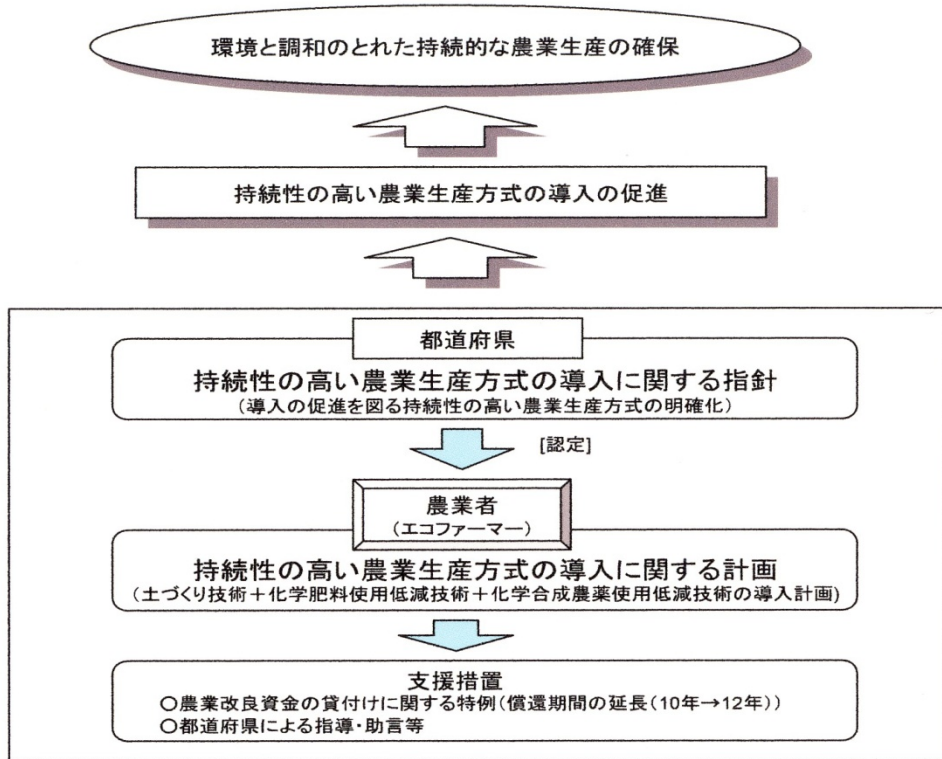 環境と調和のとれた持続的な農業生産の確保
持続性の高い農業生産方式の導入の促進
都道府県
持続性の高い農業生産方式の導入に関する指針
（導入の促進を図る持続性の高い農業生産方式の明確化）
[認定]
農業者
（エコファーマー）
持続性の高い農業生産方式の導入に関する計画
（土づくり技術＋化学肥料使用低減技術＋化学合成農薬使用低減技術の導入計画)
支援措置
○農業改良資金の貸付けに関する特例(償還期間の延長(10年→12年))
○都道府県による指導・助言等